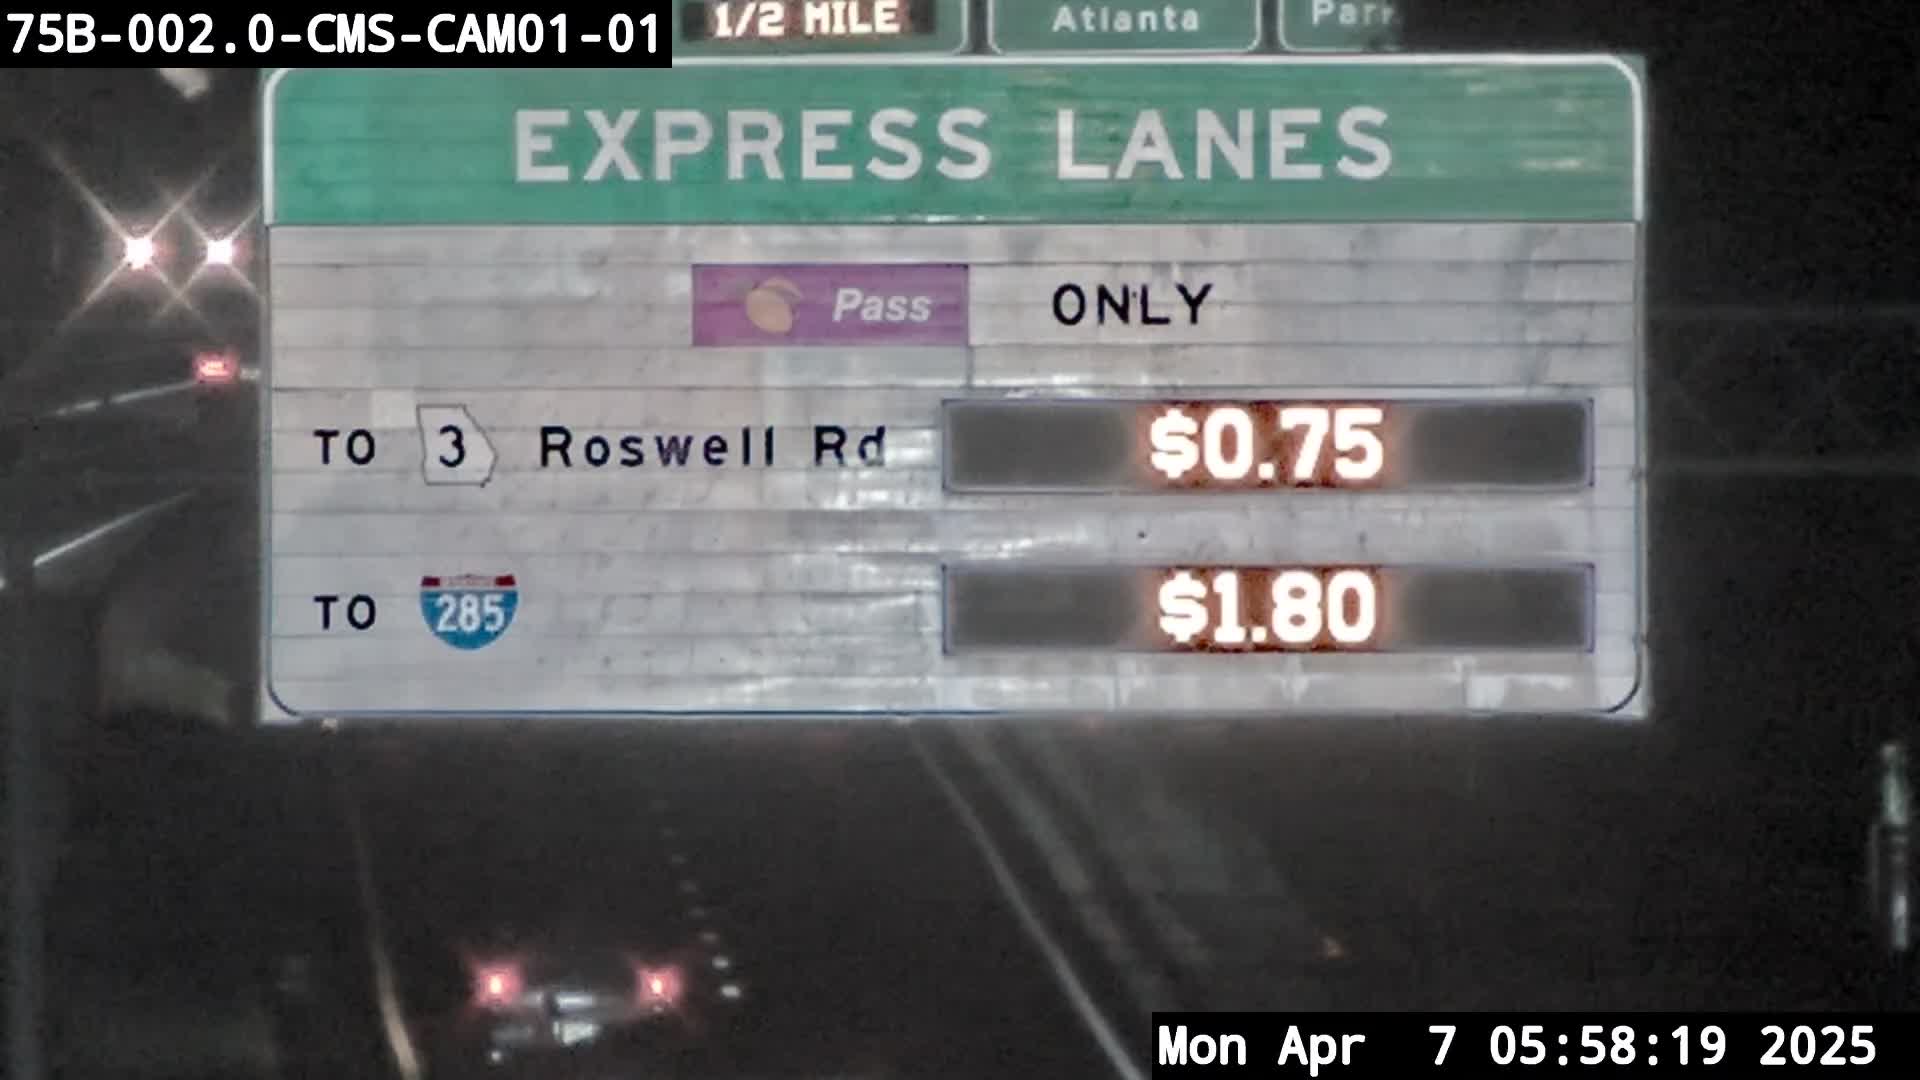 75B-002.0-CMS-CAM01-01
1/2 MILE
Atlanta
EXPRESS LANES
Pass ONLY
TO 3 Roswell Rd $0.75
TO 285 $1.80
Mon Apr 7 05:58:19 2025